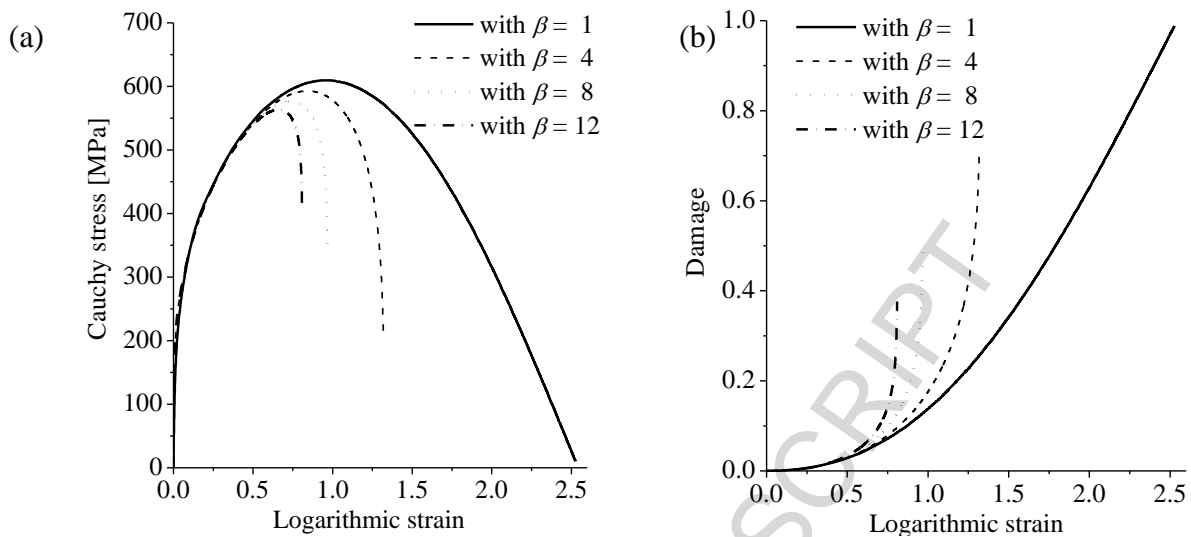 (a)
700
600
500
400
300
200
100
0
Cauchy stress [MPa]
0.0 0.5 1.0 1.5 2.0 2.5
Logarithmic strain
with β = 1
with β = 4
with β = 8
with β = 12
(b)
1.0
0.8
0.6
0.4
0.2
0.0
Damage
0.0 0.5 1.0 1.5 2.0 2.5
Logarithmic strain
with β = 1
with β = 4
with β = 8
with β = 12
SCRIPT